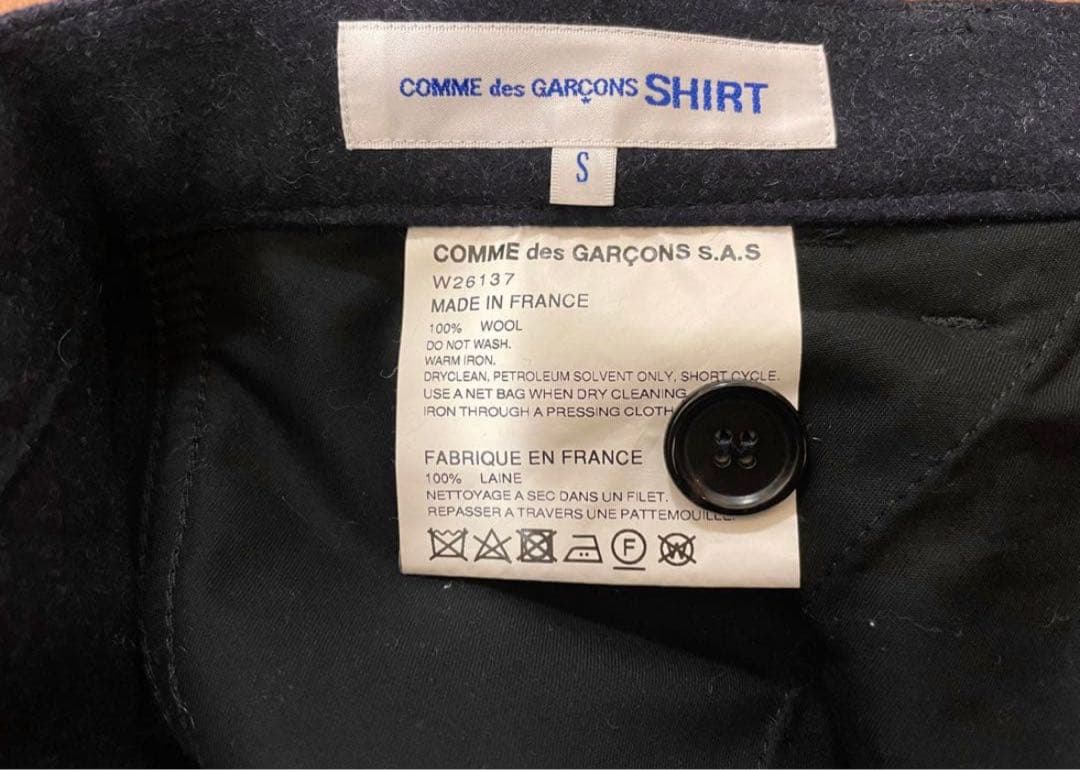 COMME des GARÇONS SHIRT
S
COMME des GARÇONS S.A.S
W26137
MADE IN FRANCE
100% WOOL
DO NOT WASH.
WARM IRON.
DRYCLEAN, PETROLEUM SOLVENT ONLY, SHORT CYCLE.
USE A NET BAG WHEN DRY CLEANING
IRON THROUGH A PRESSING CLOTH
FABRIQUE EN FRANCE
100% LAINE
NETTOYAGE A SEC DANS UN FILET.
REPASSER A TRAVERS UNE PATTEMOUILLE.
F
W